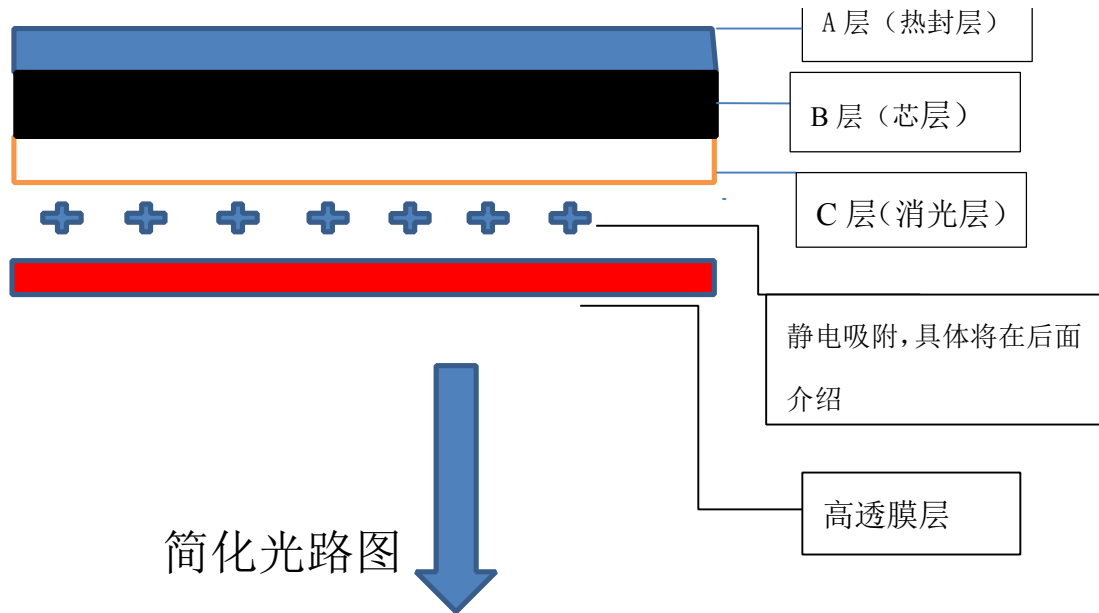 A 层（热封层）
B 层（芯层）
C 层（消光层）
静电吸附，具体将在后面
介绍
高透膜层
简化光路图